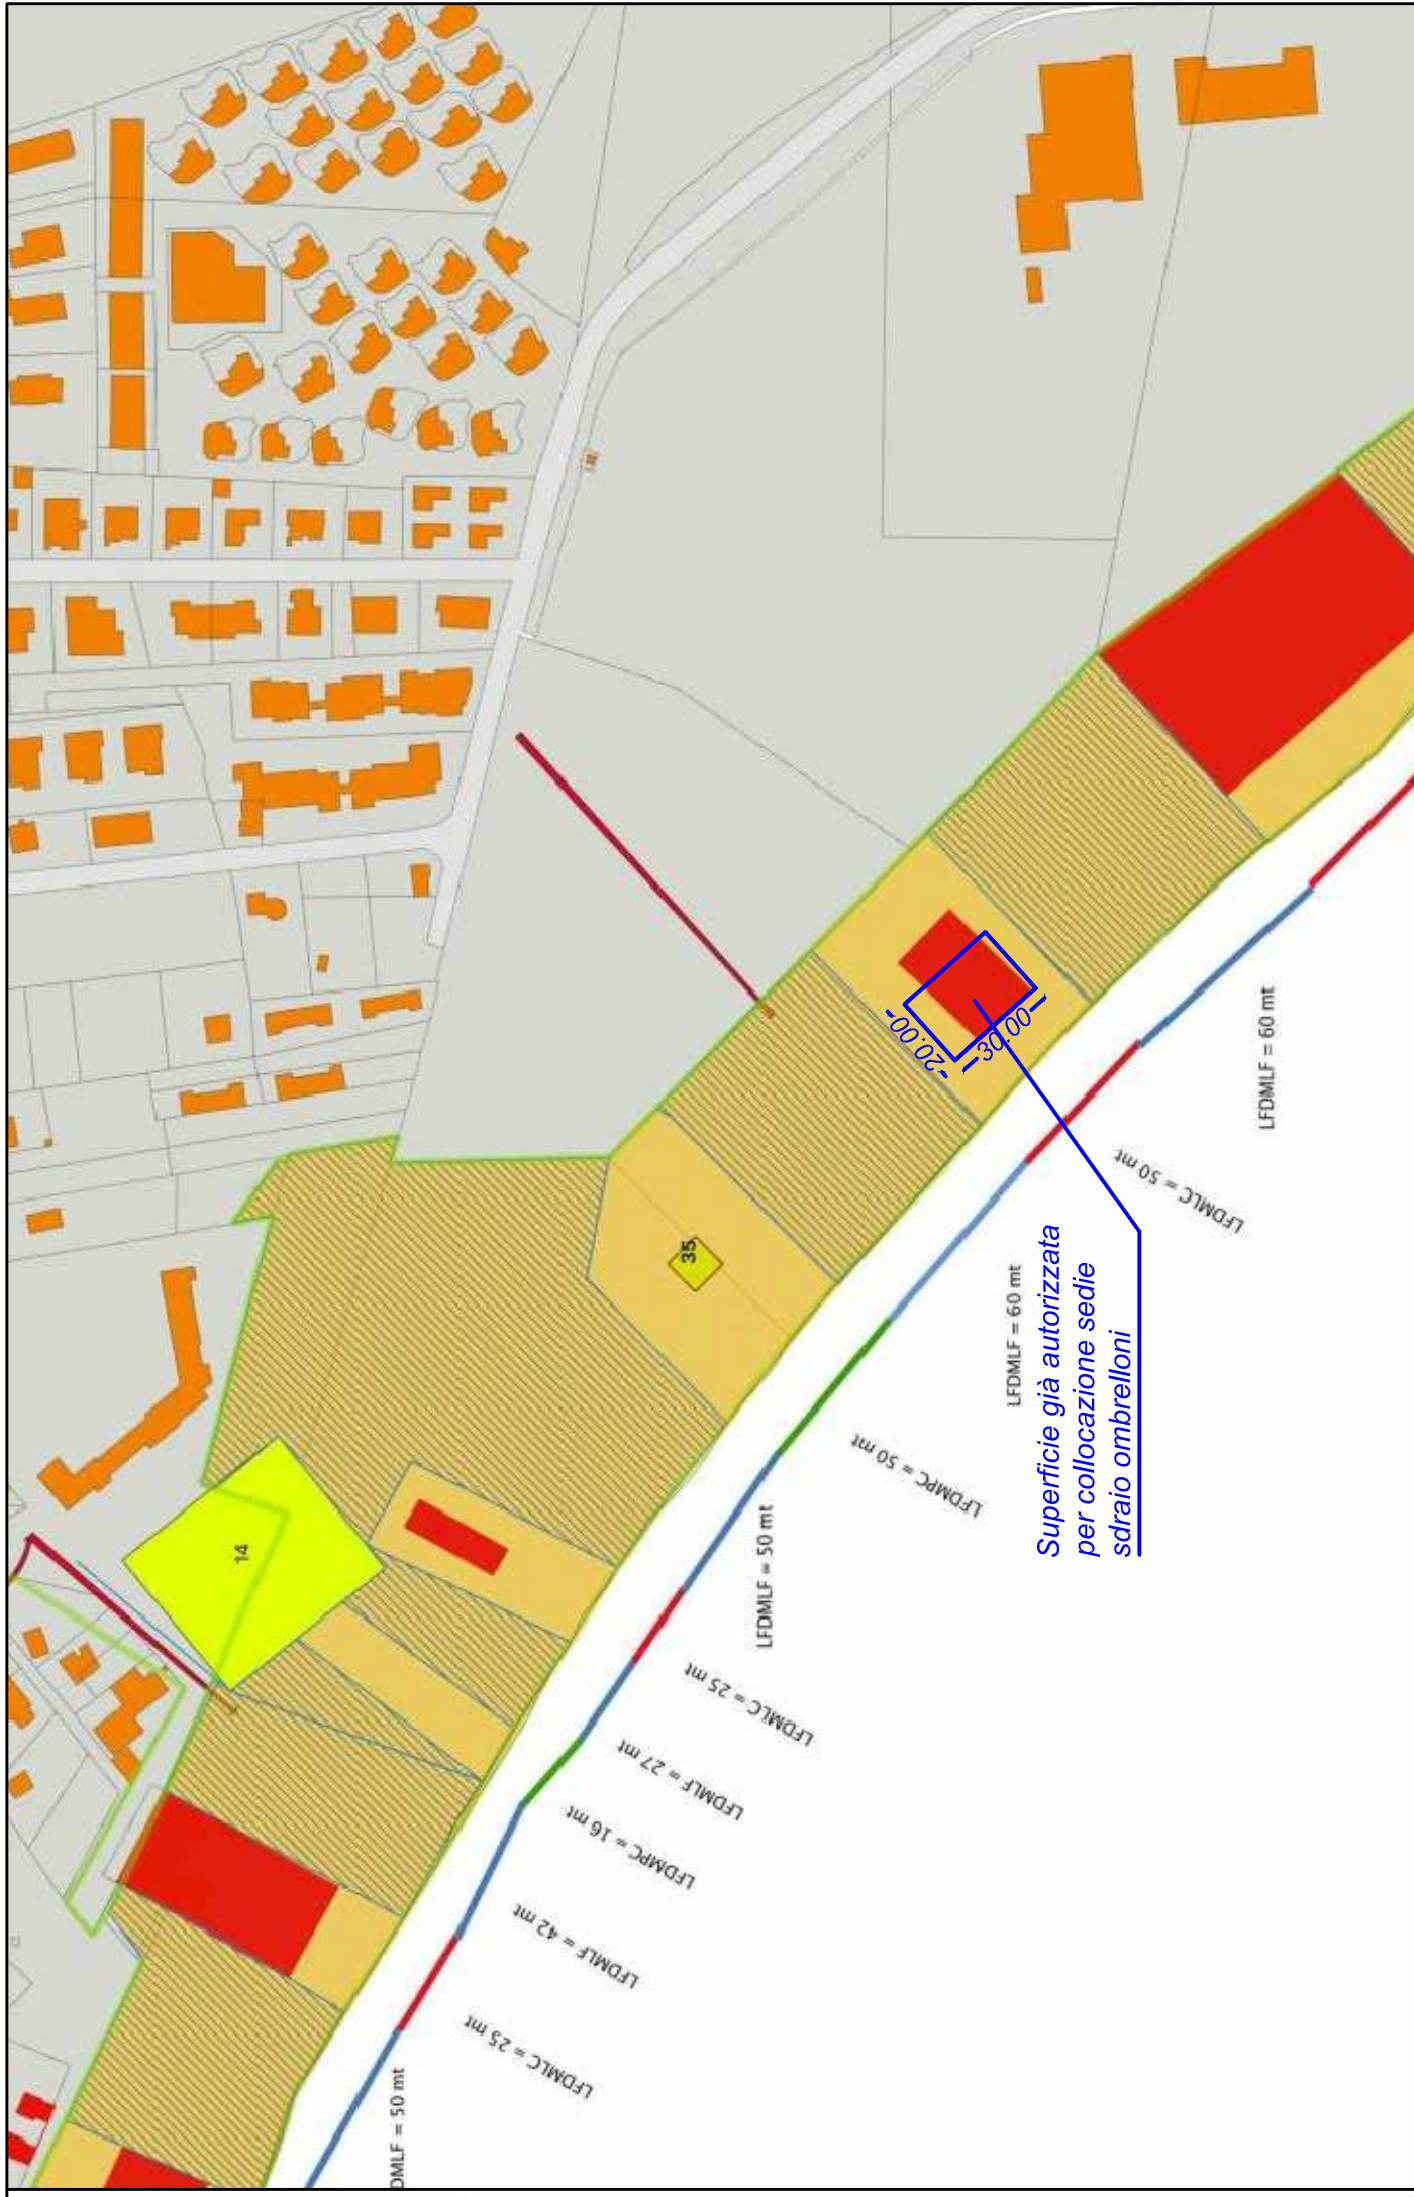 35
14
-20.00-
30.00
LFDMLF = 60 mt
LFDMLC = 50 mt
LFDMLF = 60 mt
Superficie già autorizzata
per collocazione sedie
sdraio ombrelloni
LFDMPC = 50 mt
LFDMLF = 50 mt
LFDMLC = 25 mt
LFDMLF = 27 mt
LFDMPC = 16 mt
LFDMLF = 42 mt
LFDMLC = 25 mt
DMLF = 50 mt